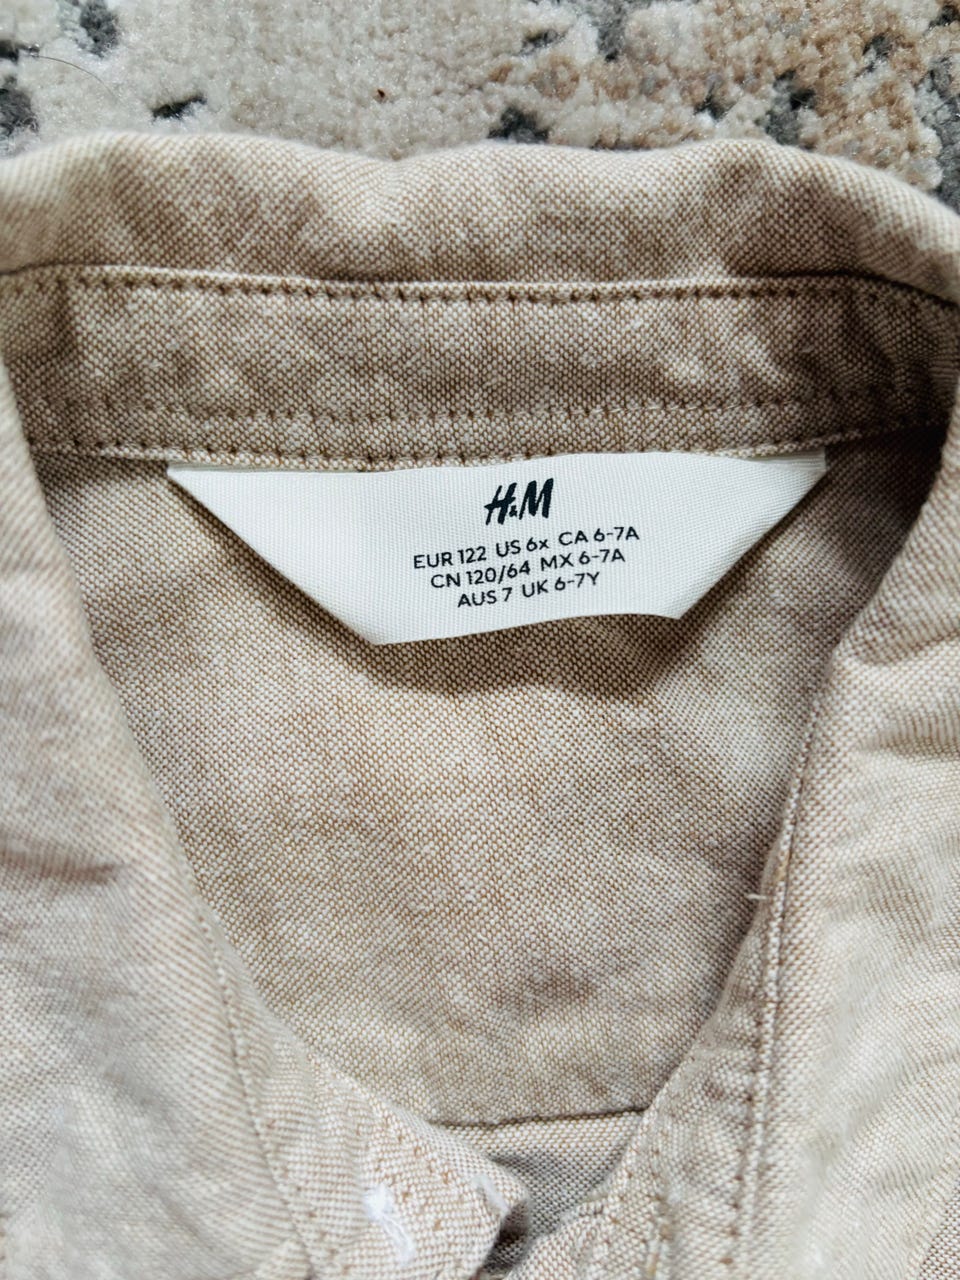 H&M
EUR 122 US 6x CA 6-7A
CN 120/64 MX 6-7A
AUS 7 UK 6-7Y